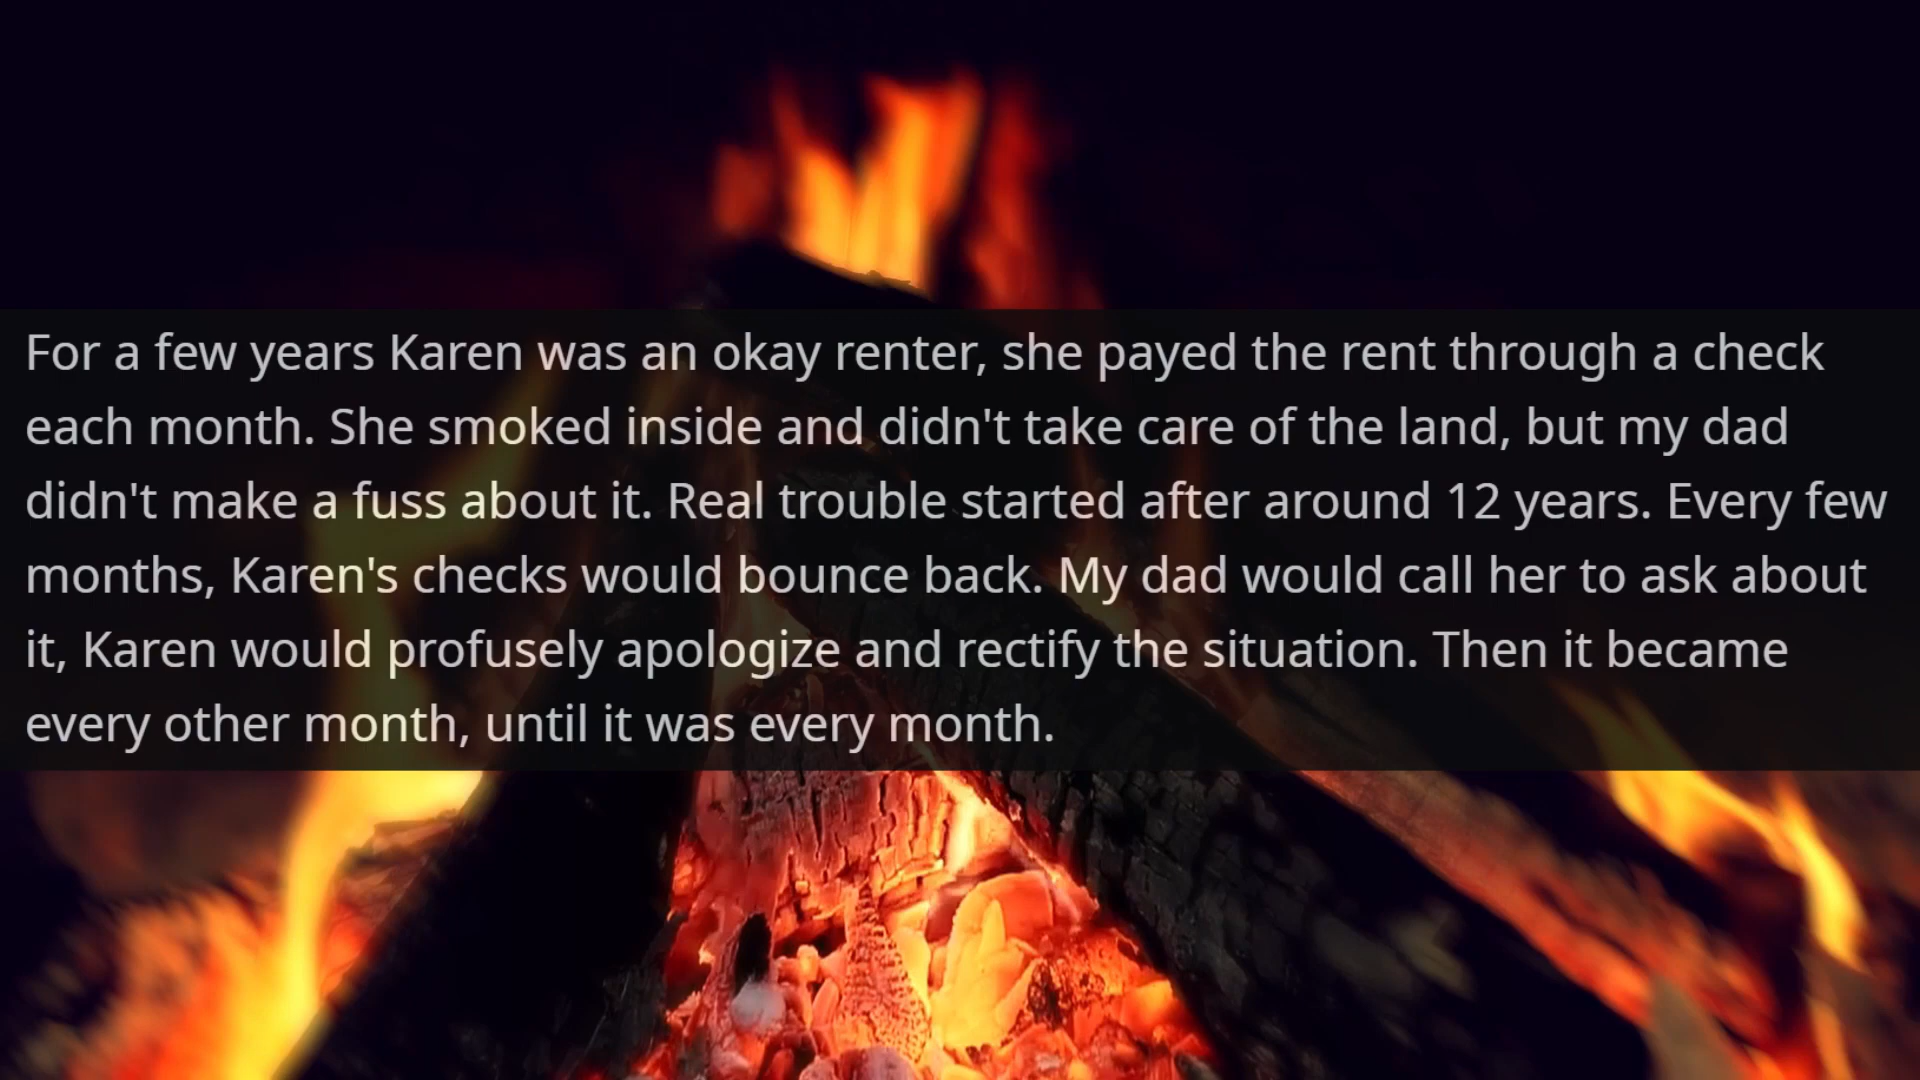 For a few years Karen was an okay renter, she payed the rent through a check
each month. She smoked inside and didn't take care of the land, but my dad
didn't make a fuss about it. Real trouble started after around 12 years. Every few
months, Karen's checks would bounce back. My dad would call her to ask about
it, Karen would profusely apologize and rectify the situation. Then it became
every other month, until it was every month.